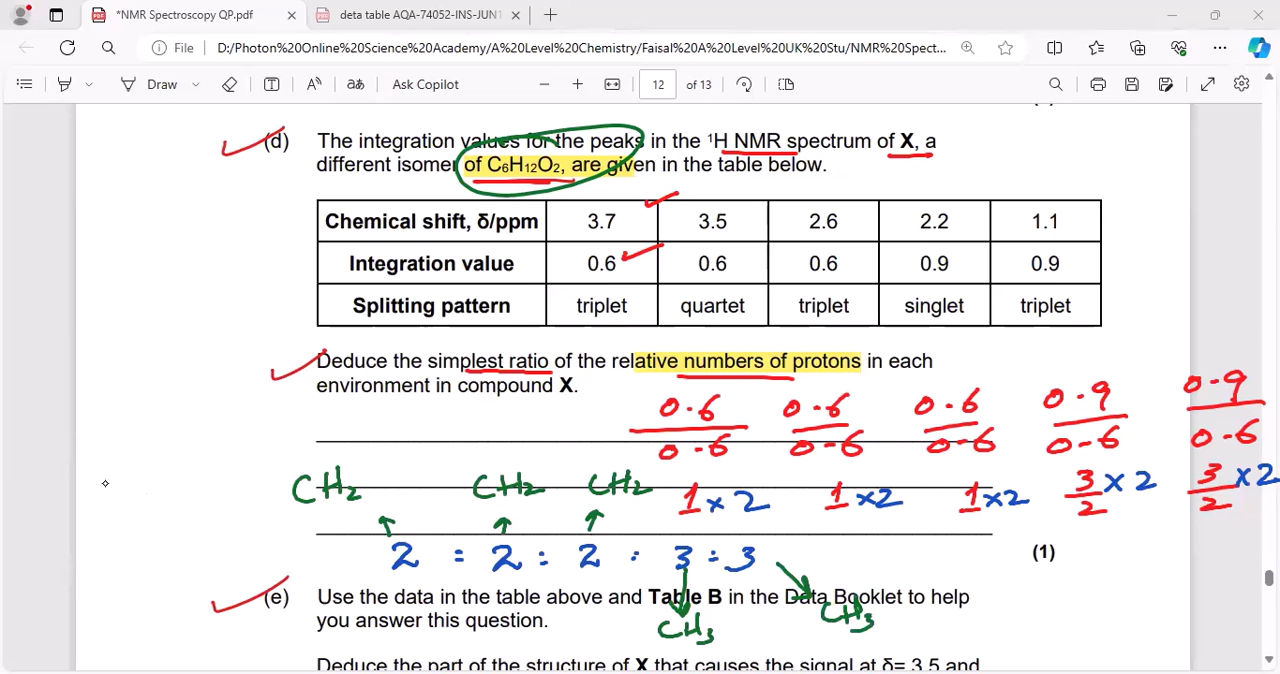 *NMR Spectroscopy QP.pdf
deta table AQA-74052-INS-JUN1
File D:/Photon%20Online%20Science%20Academy/A%20Level%20Chemistry/Faisal%20A%20Level%20UK%20Stu/NMR%20Spect...
Draw
Ask Copilot
12 of 13
(d) The integration values for the peaks in the ¹H NMR spectrum of X, a
different isomer of C₆H₁₂O₂, are given in the table below.
Chemical shift, δ/ppm 3.7 3.5 2.6 2.2 1.1
Integration value 0.6 0.6 0.6 0.9 0.9
Splitting pattern triplet quartet triplet singlet triplet
Deduce the simplest ratio of the relative numbers of protons in each
environment in compound X.
0.6 0.6 0.6 0.9 0.9
0.6 0.6 0.6 0.6 0.6
CH₂ CH₂ CH₂ 1 × 2 1 × 2 1 × 2 3/2 × 2 3/2 × 2
2 : 2 : 2 : 3 : 3
(1)
(e) Use the data in the table above and Table B in the Data Booklet to help
you answer this question.
CH₃ CH₃
Deduce the part of the structure of X that causes the signal at δ= 3.5 and